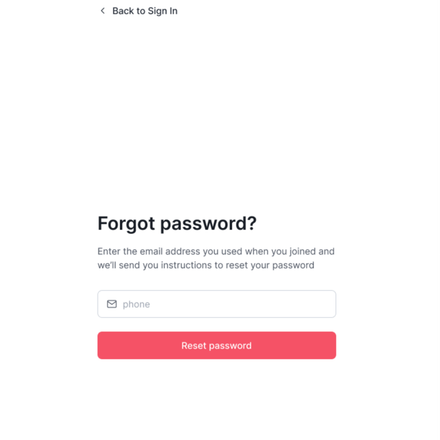 Back to Sign In
Forgot password?
Enter the email address you used when you joined and
we'll send you instructions to reset your password
phone
Reset password